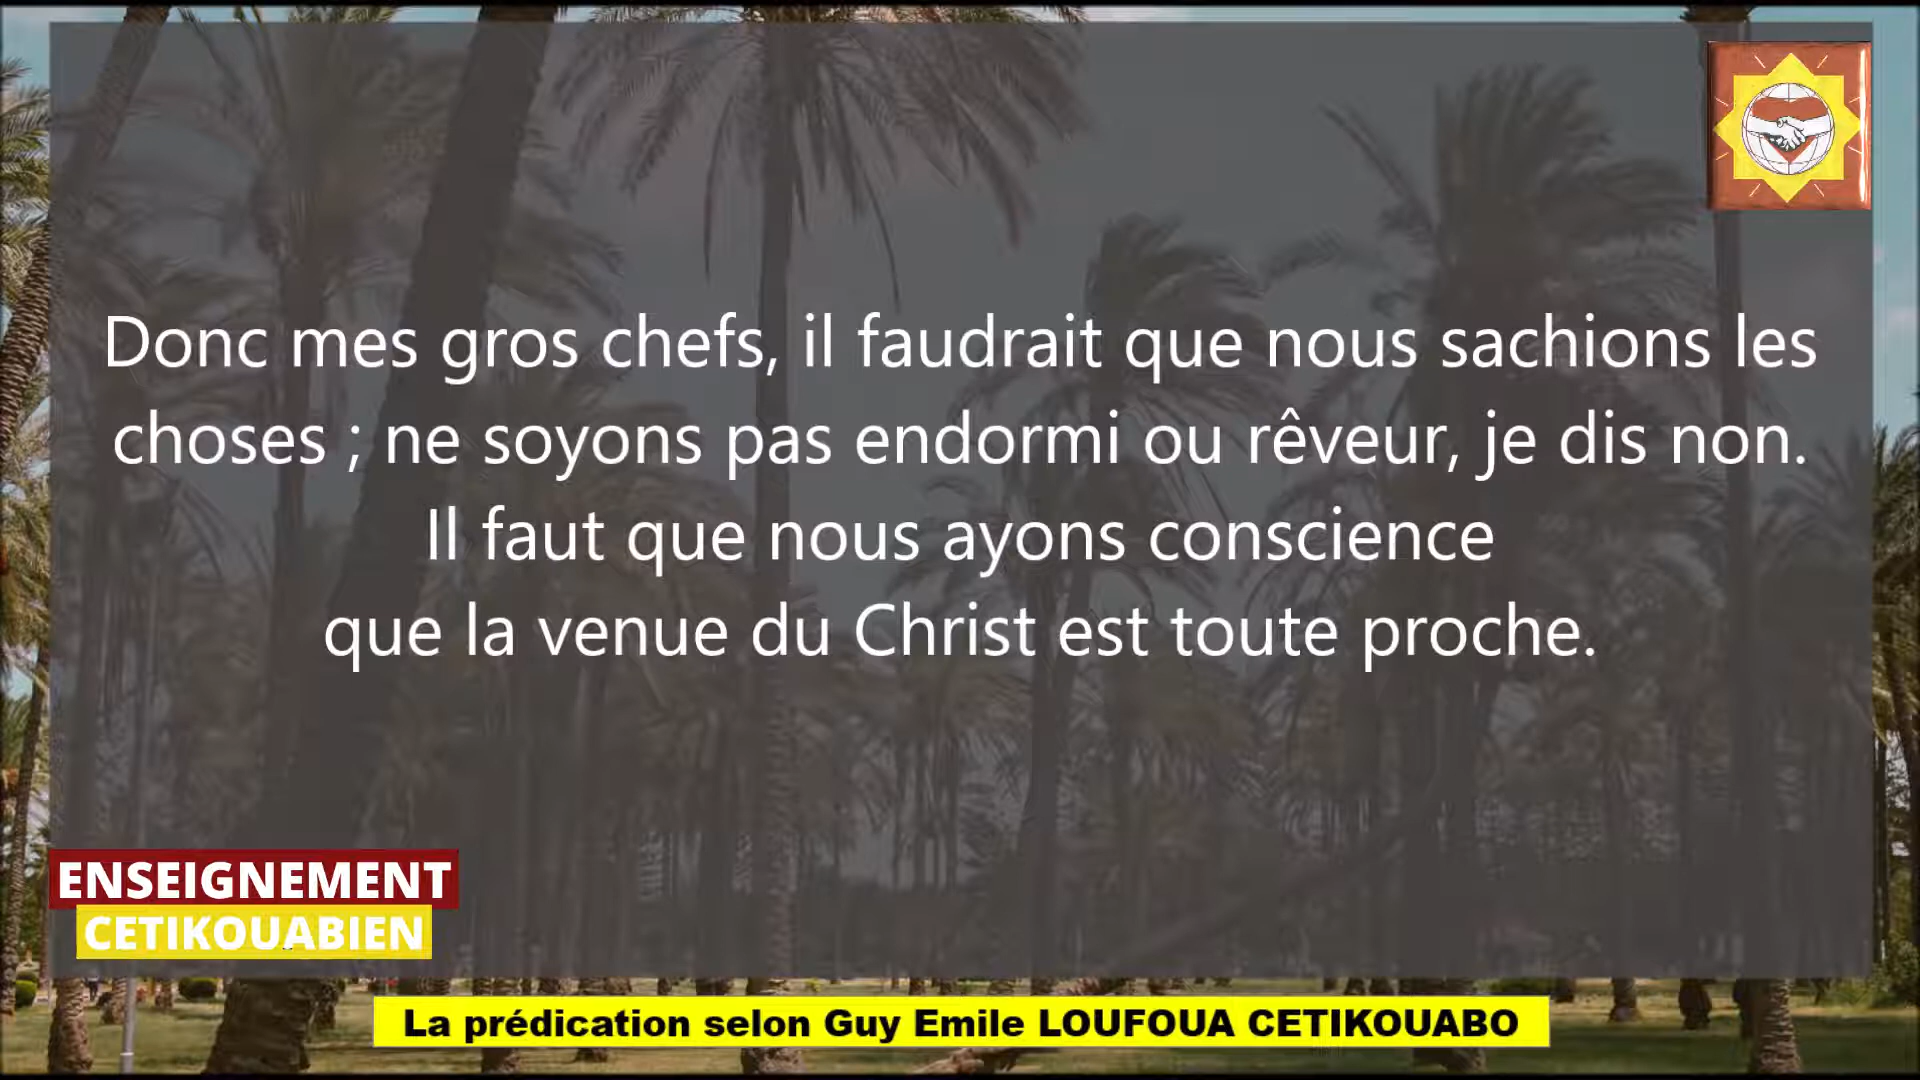 Donc mes gros chefs, il faudrait que nous sachions les
choses ; ne soyons pas endormi ou rêveur, je dis non.
Il faut que nous ayons conscience
que la venue du Christ est toute proche.
ENSEIGNEMENT
CETIKOUABIEN
La prédication selon Guy Emile LOUFOUA CETIKOUABO